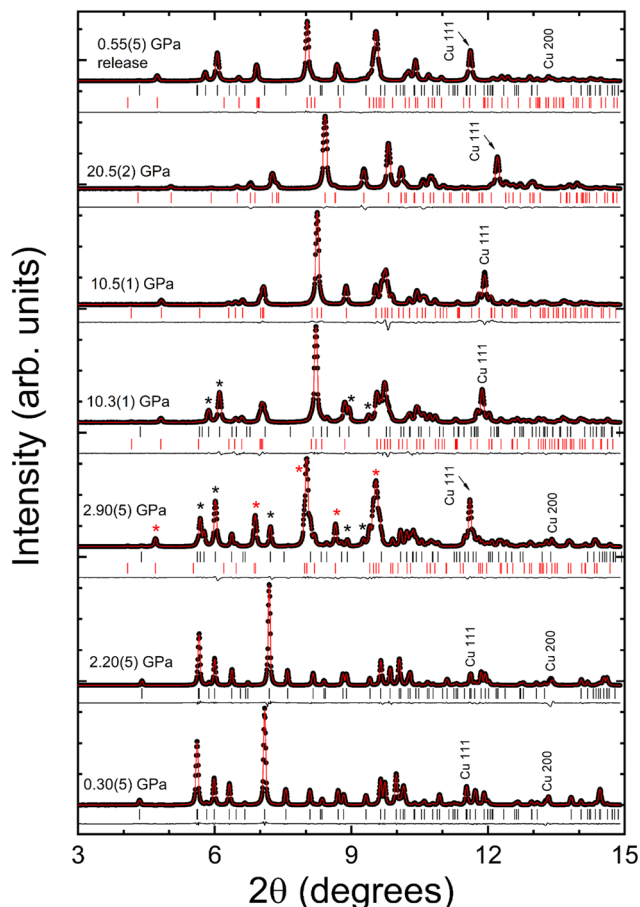 Intensity (arb. units)
0.55(5) GPa
release
Cu 111
Cu 200
20.5(2) GPa
Cu 111
10.5(1) GPa
Cu 111
10.3(1) GPa
* * * *
Cu 111
2.90(5) GPa
* * * * * * * * * *
Cu 111
Cu 200
2.20(5) GPa
Cu 111
Cu 200
0.30(5) GPa
Cu 111
Cu 200
3 6 9 12 15
2θ (degrees)